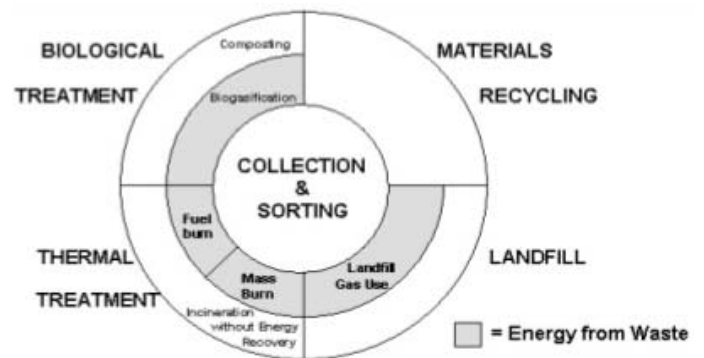 BIOLOGICAL
TREATMENT
Composting
Biogasification
MATERIALS
RECYCLING
COLLECTION
&
SORTING
Fuel
burn
Mass
Burn
Landfill
Gas Use
THERMAL
TREATMENT
Incineration
without Energy
Recovery
LANDFILL
= Energy from Waste